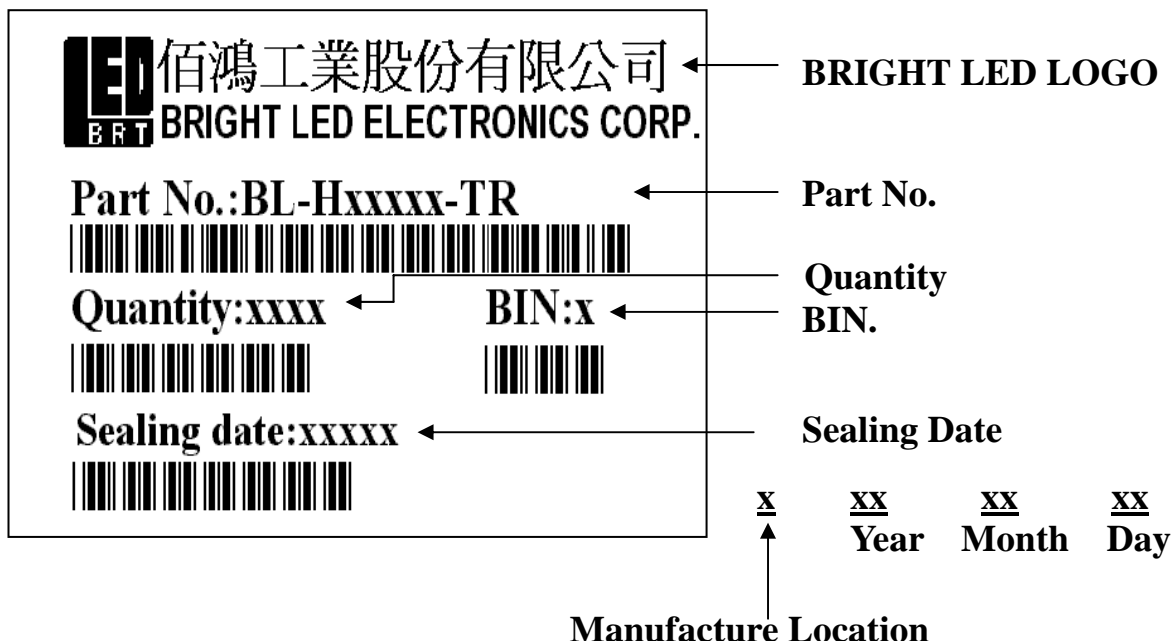 LED 佰鴻工業股份有限公司 BRIGHT LED LOGO
BRT BRIGHT LED ELECTRONICS CORP.
Part No.:BL-Hxxxxx-TR Part No.
Quantity
Quantity:xxxx BIN:x BIN.
Sealing date:xxxxx Sealing Date
x xx xx xx
Year Month Day
Manufacture Location